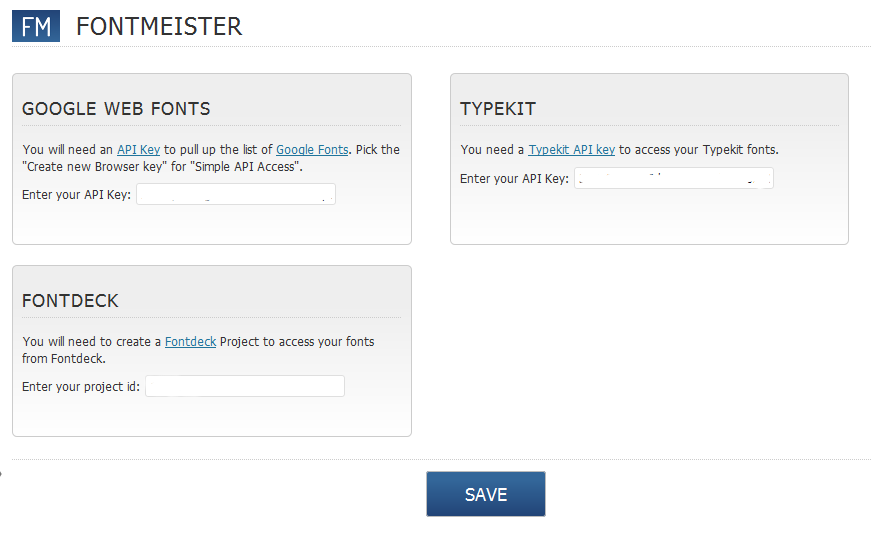 FM FONTMEISTER
GOOGLE WEB FONTS
You will need an API Key to pull up the list of Google Fonts. Pick the
"Create new Browser key" for "Simple API Access".
Enter your API Key:
TYPEKIT
You need a Typekit API key to access your Typekit fonts.
Enter your API Key:
FONTDECK
You will need to create a Fontdeck Project to access your fonts
from Fontdeck.
Enter your project id:
SAVE